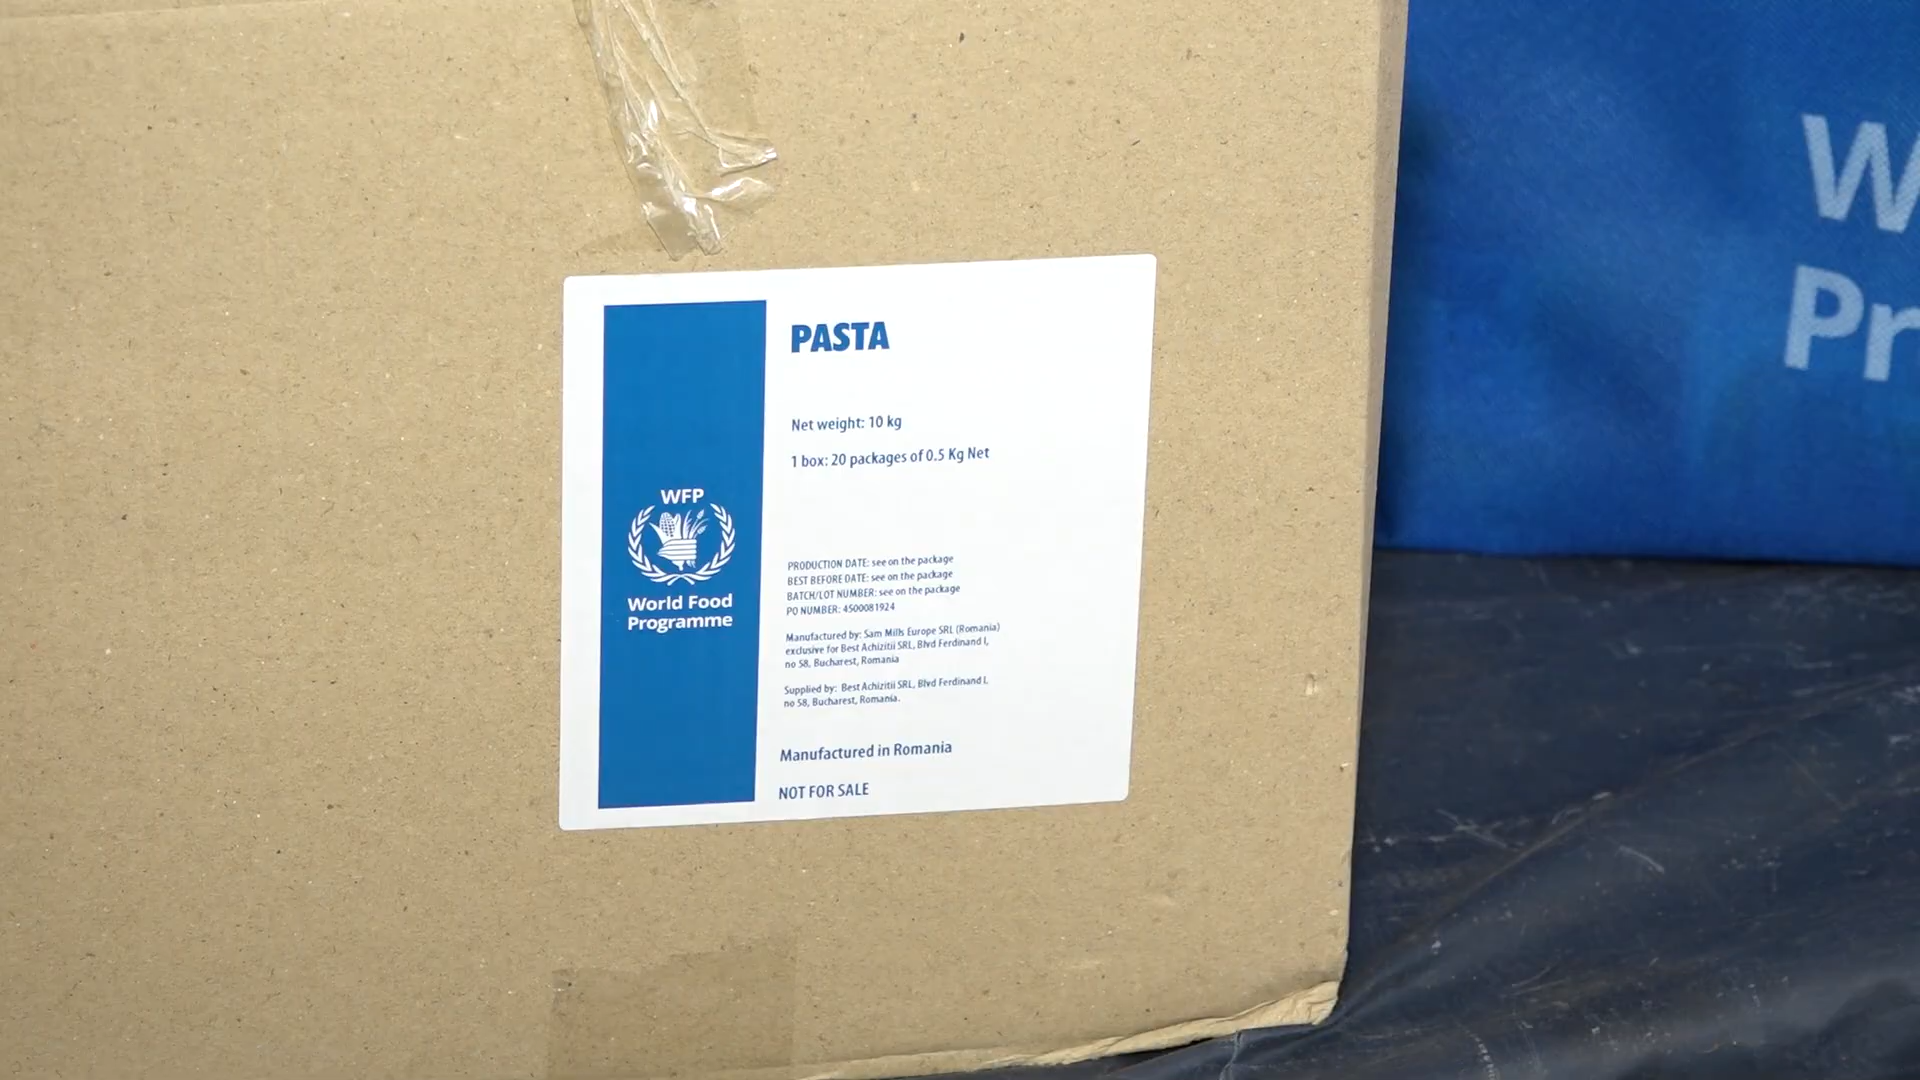 PASTA
Net weight: 10 kg
1 box: 20 packages of 0.5 Kg Net
WFP
World Food
Programme
PRODUCTION DATE: see on the package
BEST BEFORE DATE: see on the package
BATCH/LOT NUMBER: see on the package
PO NUMBER: 4500081924
Manufactured by: Sam Mills Europe SRL (Romania)
exclusive for Best Achizitii SRL, Blvd Ferdinand I,
no 58, Bucharest, Romania
Supplied by: Best Achizitii SRL, Blvd Ferdinand I,
no 58, Bucharest, Romania.
Manufactured in Romania
NOT FOR SALE
W
Pr